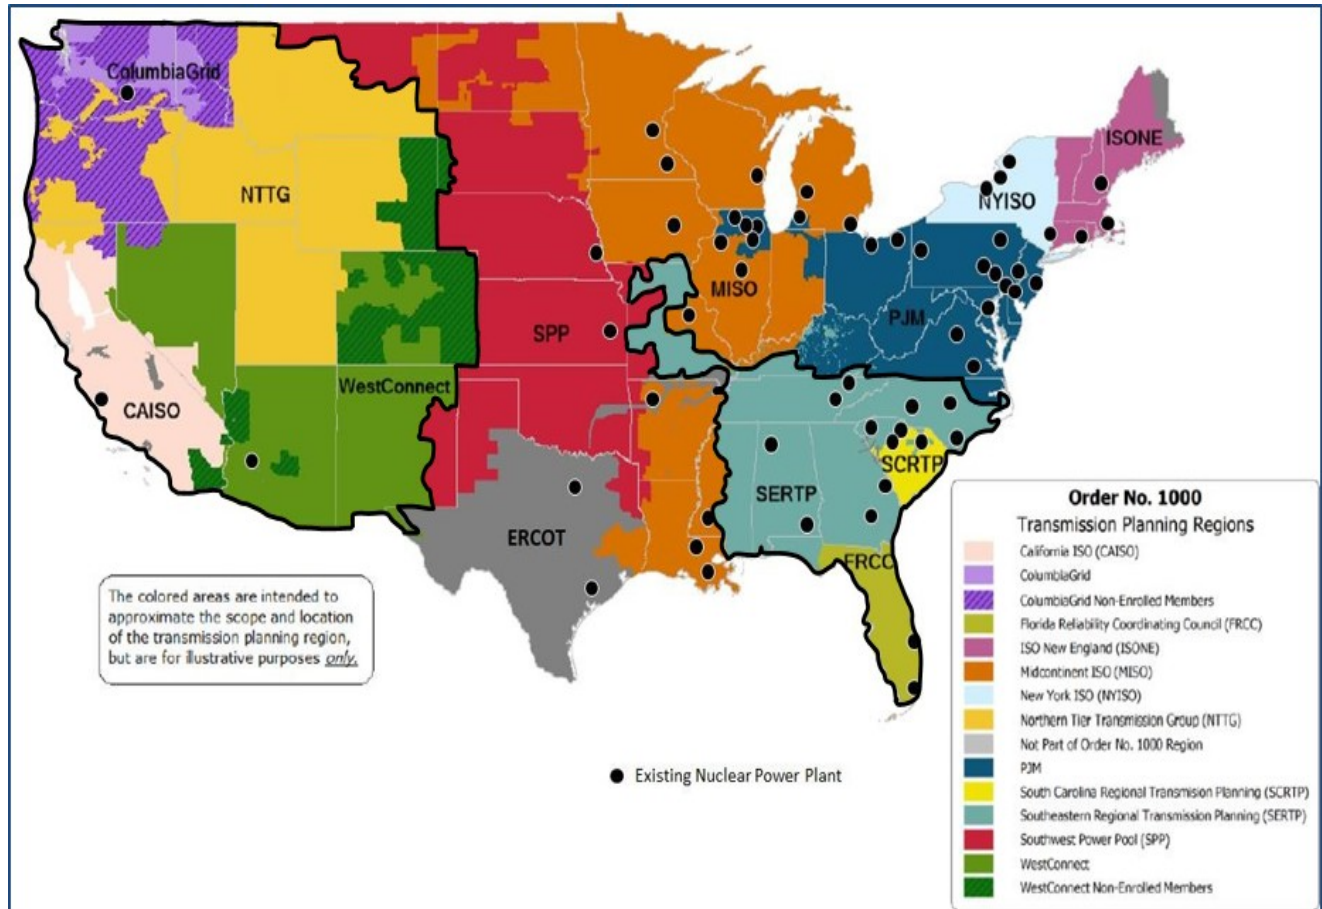 ColumbiaGrid
ISONE
NTTG
NYISO
MISO
PJM
SPP
WestConnect
CAISO
SCRTP
SERTP
ERCOT
FRCC
The colored areas are intended to
approximate the scope and location
of the transmission planning region,
but are for illustrative purposes only.
Existing Nuclear Power Plant
Order No. 1000
Transmission Planning Regions
California ISO (CAISO)
ColumbiaGrid
ColumbiaGrid Non-Enrolled Members
Florida Reliability Coordinating Council (FRCC)
ISO New England (ISONE)
Midcontinent ISO (MISO)
New York ISO (NYISO)
Northern Tier Transmission Group (NTTG)
Not Part of Order No. 1000 Region
PJM
South Carolina Regional Transmision Planning (SCRTP)
Southeastern Regional Transmission Planning (SERTP)
Southwest Power Pool (SPP)
WestConnect
WestConnect Non-Enrolled Members